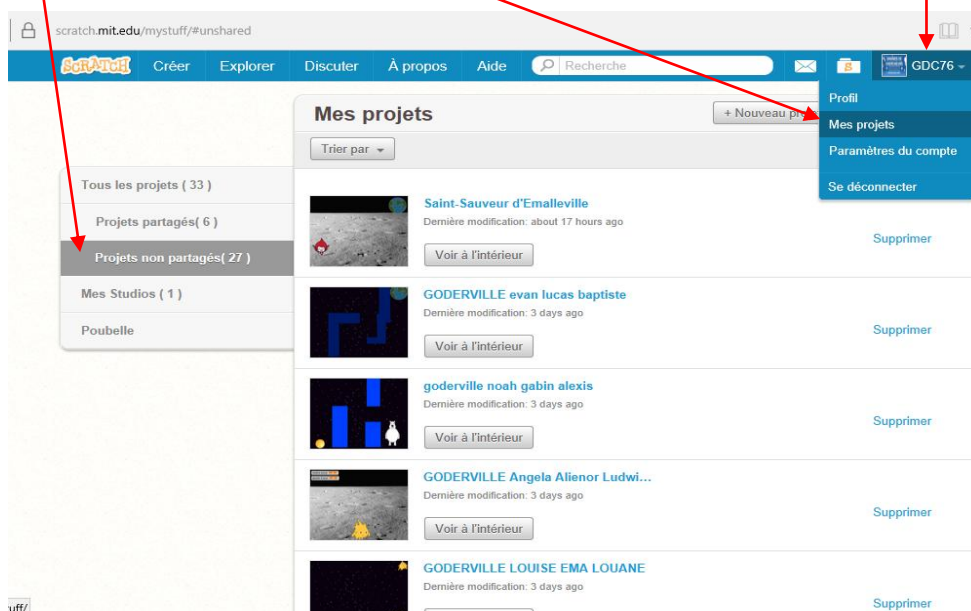 scratch.mit.edu/mystuff/#unshared
SCRATCH Créer Explorer Discuter À propos Aide Recherche S GDC76
Profil
Mes projets
Paramètres du compte
Se déconnecter
Mes projets
+ Nouveau
Trier par
Tous les projets ( 33 )
Projets partagés( 6 )
Projets non partagés( 27 )
Mes Studios ( 1 )
Poubelle
Saint-Sauveur d'Emalleville
Dernière modification: about 17 hours ago
Voir à l'intérieur
Supprimer
GODERVILLE evan lucas baptiste
Dernière modification: 3 days ago
Voir à l'intérieur
Supprimer
goderville noah gabin alexis
Dernière modification: 3 days ago
Voir à l'intérieur
Supprimer
GODERVILLE Angela Alienor Ludwi...
Dernière modification: 3 days ago
Voir à l'intérieur
Supprimer
GODERVILLE LOUISE EMA LOUANE
Dernière modification: 3 days ago
Supprimer
tuff/